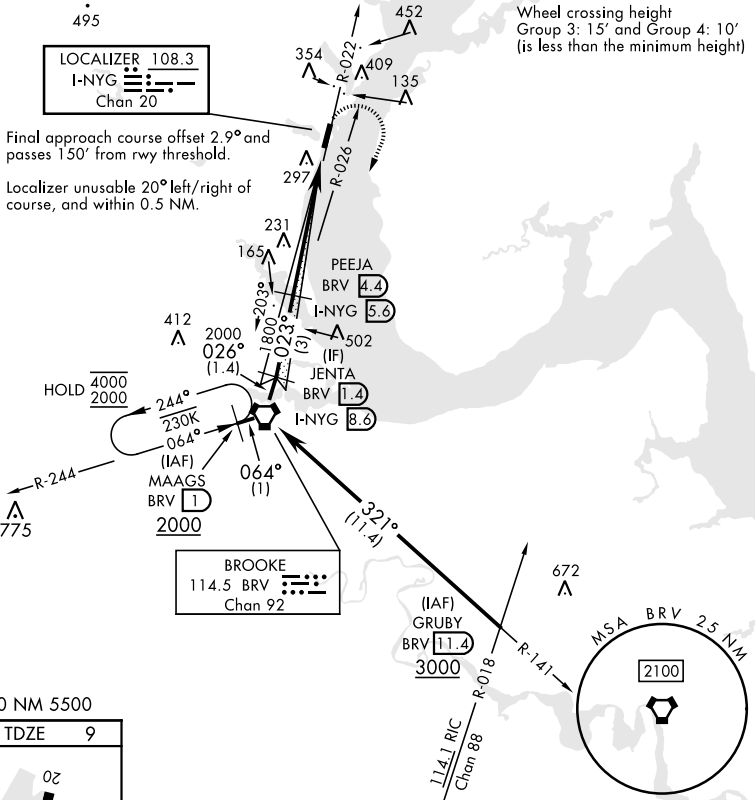 495
452
Wheel crossing height
Group 3: 15’ and Group 4: 10’
(is less than the minimum height)
LOCALIZER 108.3
I-NYG
Chan 20
354
R-022
409
135
Final approach course offset 2.9° and
passes 150’ from rwy threshold.
297
R-026
Localizer unusable 20° left/right of
course, and within 0.5 NM.
231
165
PEEJA
BRV 4.4
I-NYG 5.6
203°
1800
023°
(3)
502
412
2000
026°
(1.4)
(IF)
JENTA
BRV 1.4
I-NYG 8.6
HOLD 4000
2000
244°
230K
064°
(IAF)
MAAGS
BRV 1
2000
064°
(1)
R-244
775
321°
(11.4)
BROOKE
114.5 BRV
Chan 92
672
(IAF)
GRUBY
BRV 11.4
3000
R-018
R-141
114.1 RIC
Chan 88
MSA BRV 25 NM
2100
0 NM 5500
TDZE 9
20